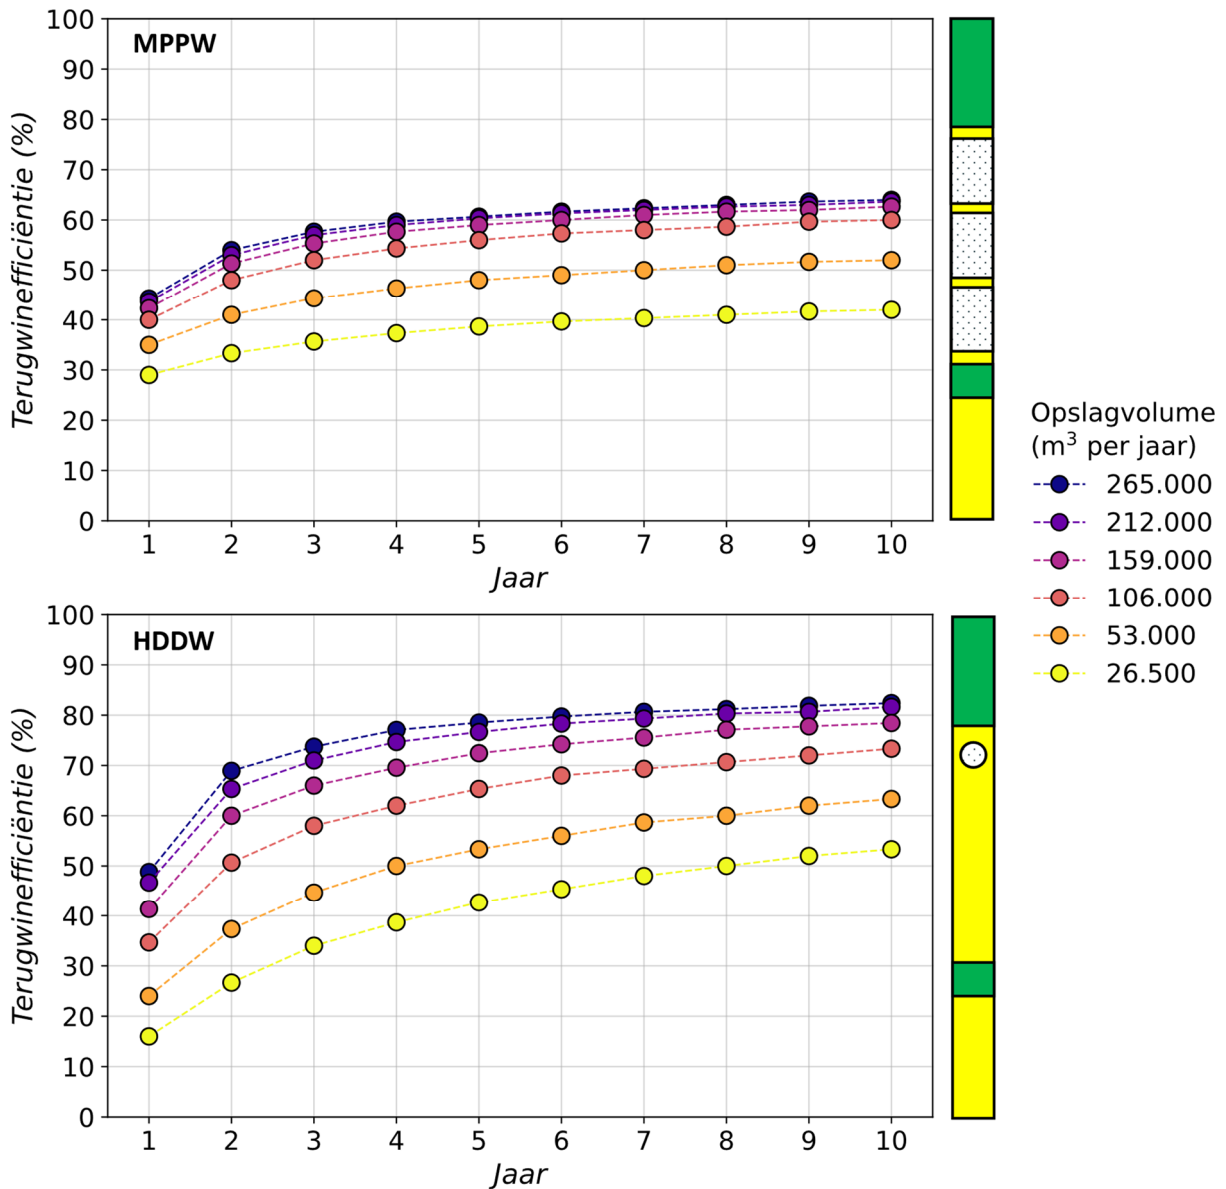 MPPW
Terugwinefficiëntie (%)
100
90
80
70
60
50
40
30
20
10
0
1 2 3 4 5 6 7 8 9 10
Jaar
Opslagvolume
(m³ per jaar)
265.000
212.000
159.000
106.000
53.000
26.500
HDDW
Terugwinefficiëntie (%)
100
90
80
70
60
50
40
30
20
10
0
1 2 3 4 5 6 7 8 9 10
Jaar